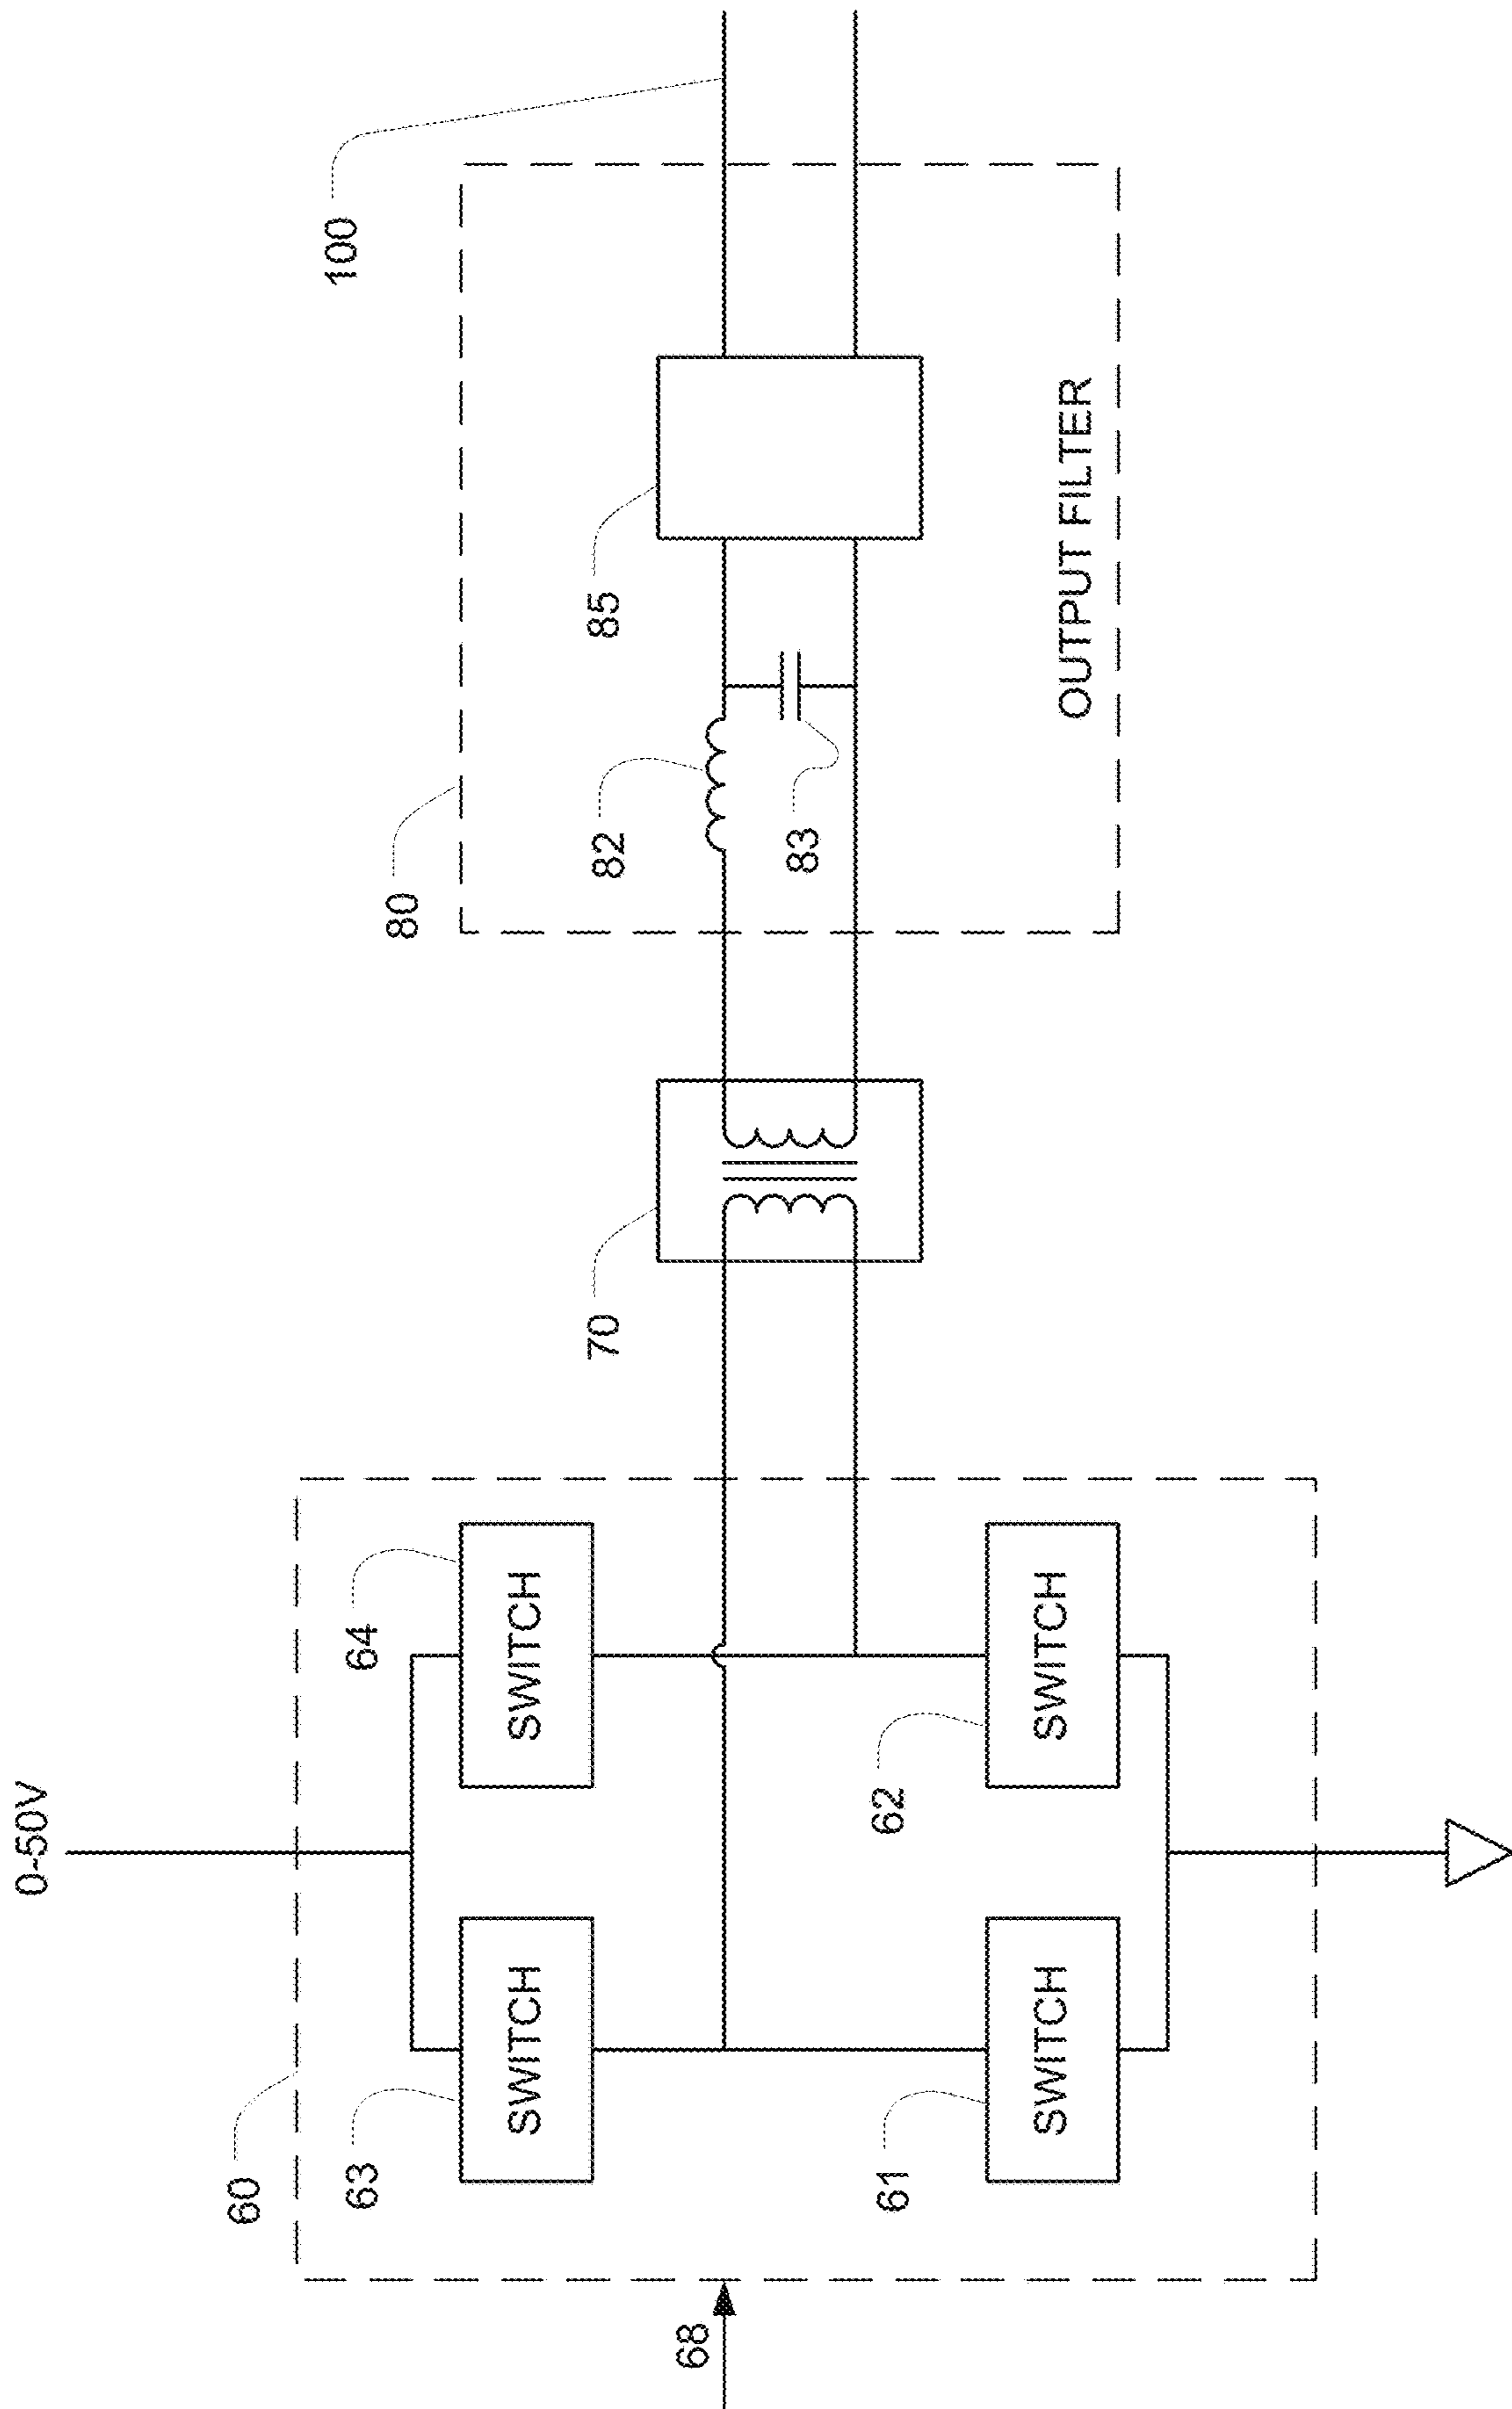 0-50V
60
63
SWITCH
64
SWITCH
68
61
SWITCH
62
SWITCH
70
80
82
83
85
OUTPUT FILTER
100